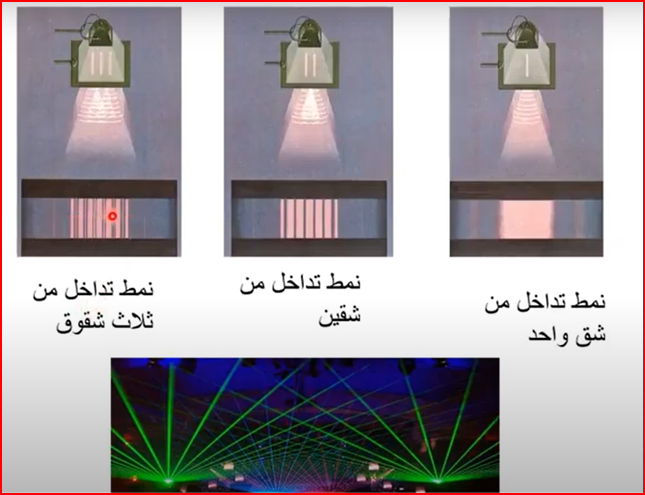 نمط تداخل من
شق واحد
نمط تداخل من
شقين
نمط تداخل من
ثلاث شقوق